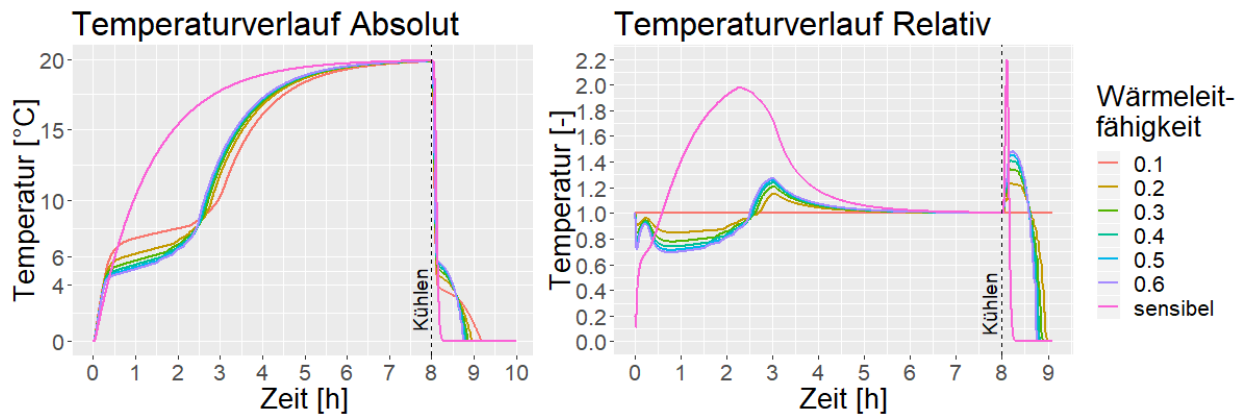 Temperaturverlauf Absolut
Temperatur [°C]
20
15
10
6
4
0
Kühlen
0 1 2 3 4 5 6 7 8 9 10
Zeit [h]
Temperaturverlauf Relativ
Temperatur [-]
2.2
2.0
1.8
1.6
1.4
1.2
1.0
0.8
0.6
0.4
0.2
0.0
Kühlen
0 1 2 3 4 5 6 7 8 9
Zeit [h]
Wärmeleit-
fähigkeit
0.1
0.2
0.3
0.4
0.5
0.6
sensibel